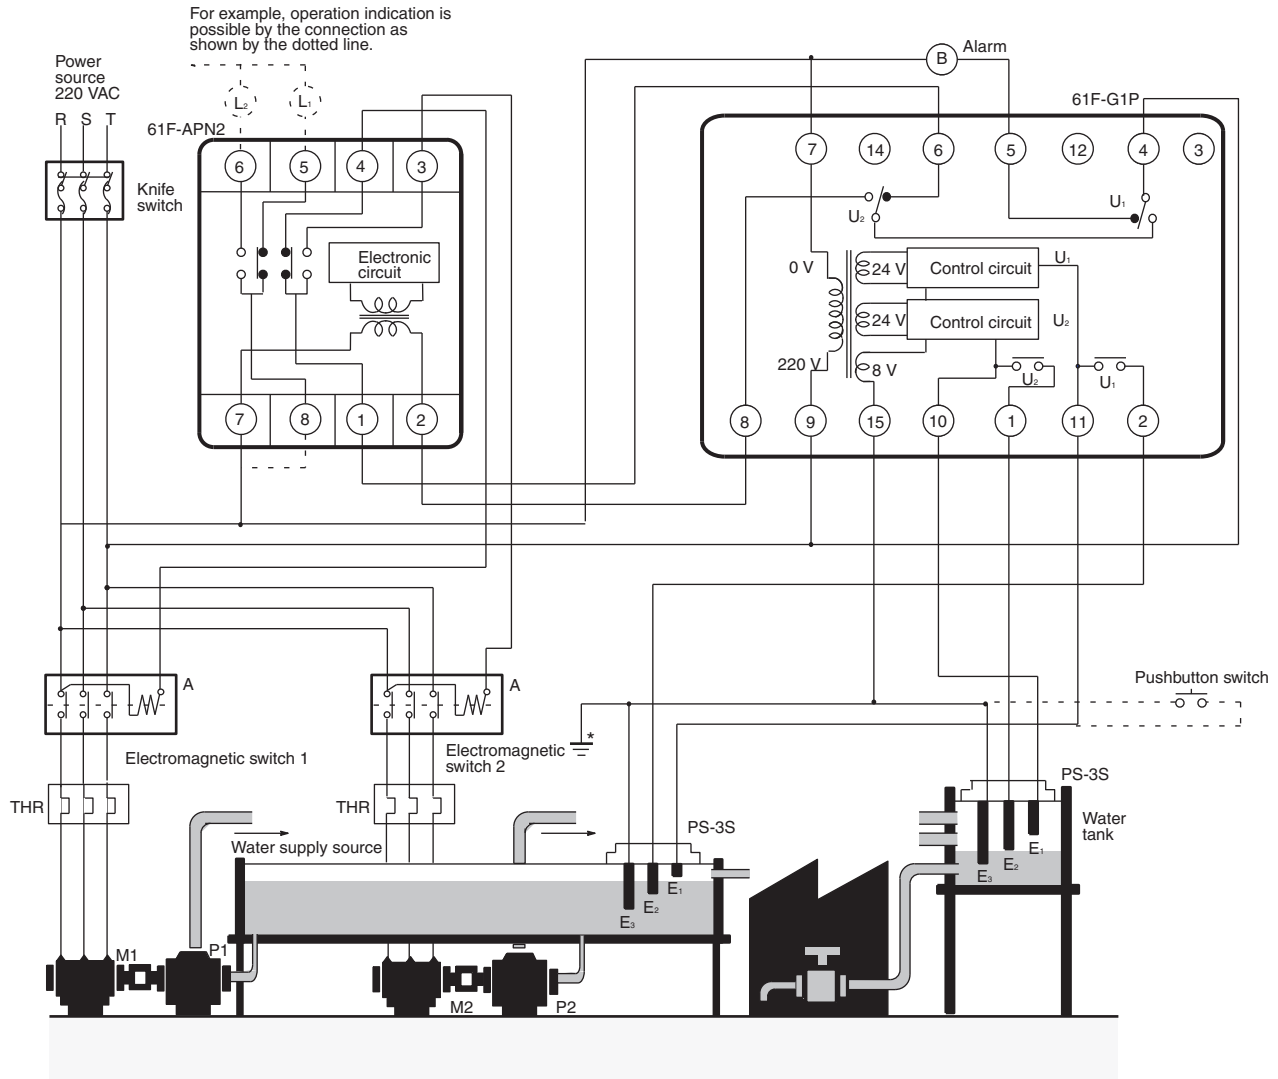 For example, operation indication is
possible by the connection as
shown by the dotted line.
Power
source
220 VAC
R S T
Knife
switch
61F-APN2
L2
L1
6
5
4
3
Electronic
circuit
7
8
1
2
B
Alarm
61F-G1P
7
14
6
5
12
4
3
U2
U1
0 V
24 V
Control circuit
U1
24 V
Control circuit
U2
220 V
8 V
U2
U1
8
9
15
10
1
11
2
A
Electromagnetic switch 1
A
Electromagnetic
switch 2
*
Pushbutton switch
THR
THR
Water supply source
PS-3S
E1
E2
E3
PS-3S
Water
tank
E1
E2
E3
M1
P1
M2
P2